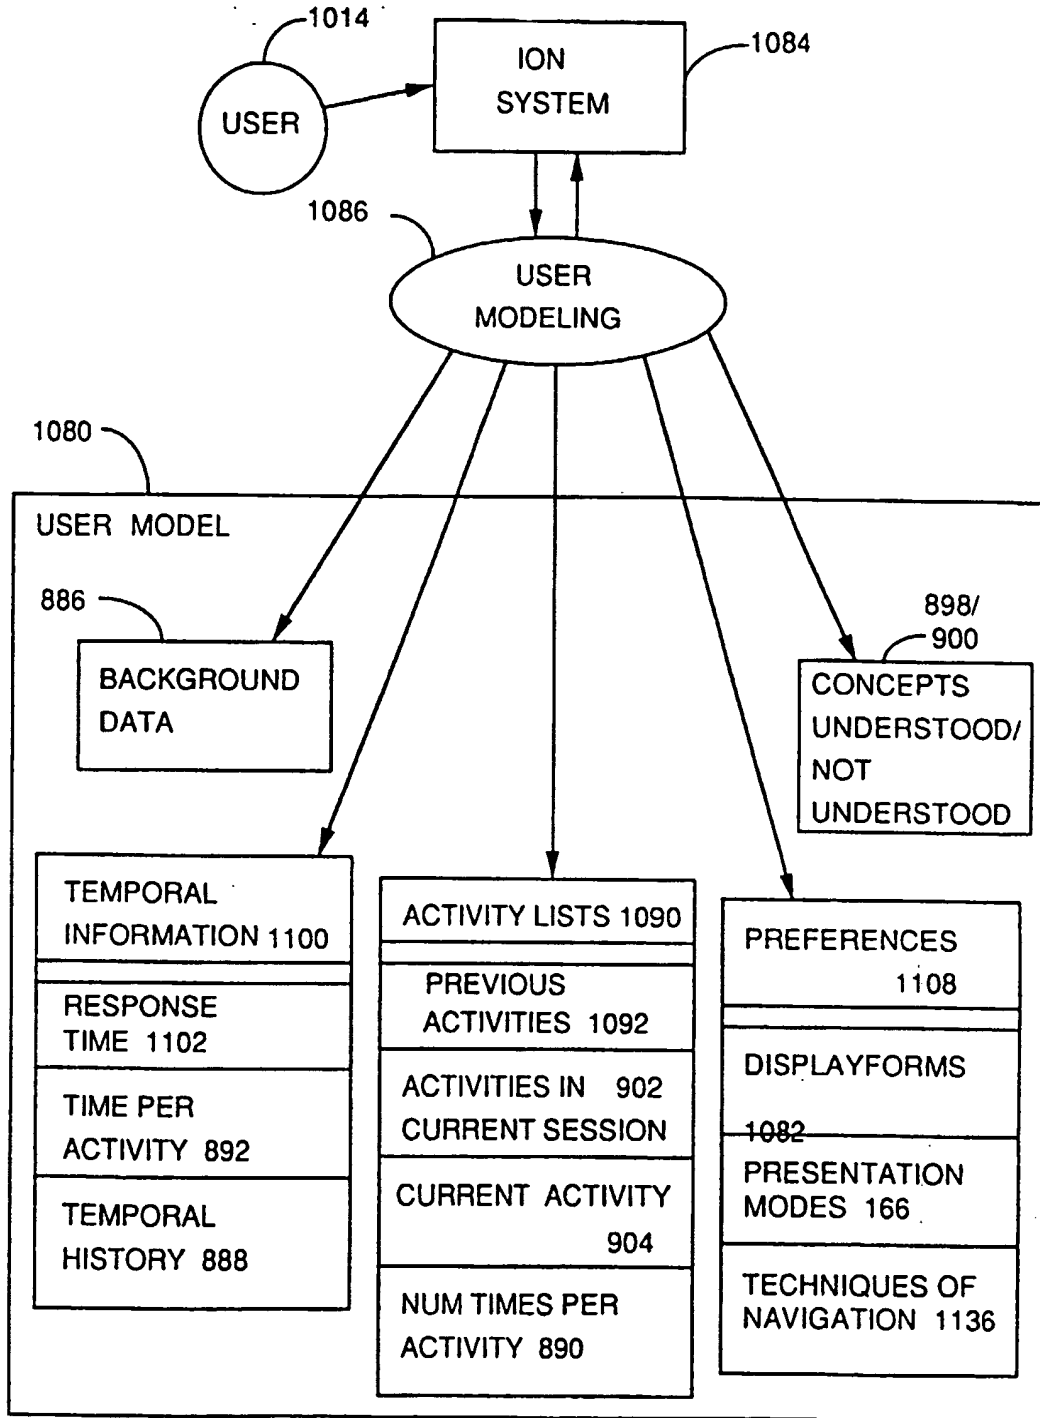 1014
ION
SYSTEM
1084
USER
1086
USER
MODELING
1080
USER MODEL
886
BACKGROUND
DATA
898/
900
CONCEPTS
UNDERSTOOD/
NOT
UNDERSTOOD
TEMPORAL
INFORMATION 1100
RESPONSE
TIME 1102
TIME PER
ACTIVITY 892
TEMPORAL
HISTORY 888
ACTIVITY LISTS 1090
PREVIOUS
ACTIVITIES 1092
ACTIVITIES IN 902
CURRENT SESSION
CURRENT ACTIVITY
904
NUM TIMES PER
ACTIVITY 890
PREFERENCES
1108
DISPLAYFORMS
1082
PRESENTATION
MODES 166
TECHNIQUES OF
NAVIGATION 1136